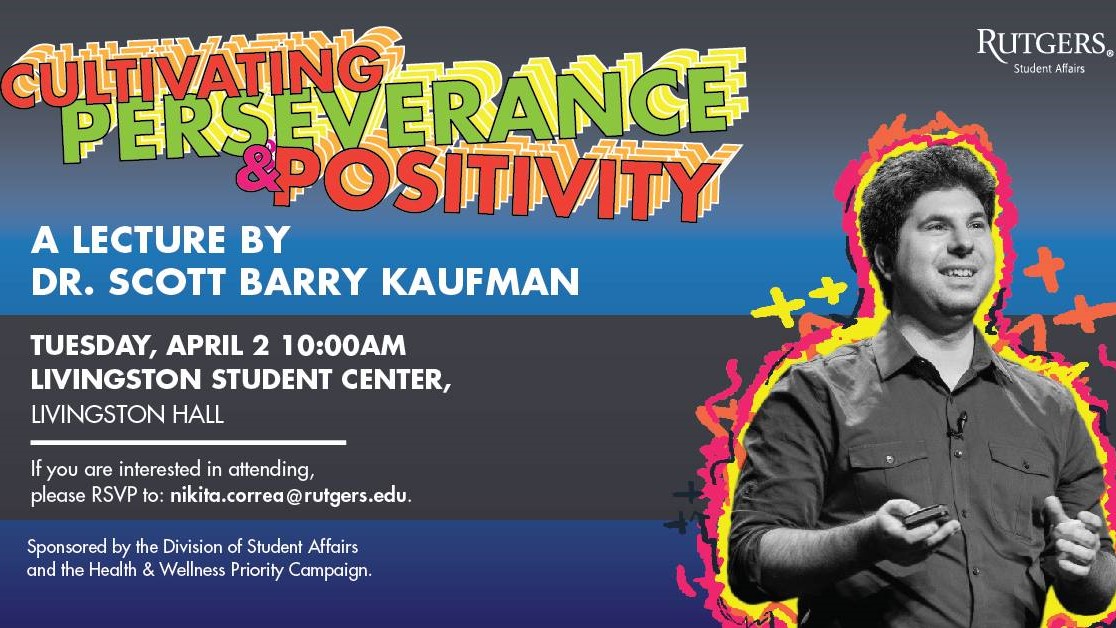 CULTIVATING
PERSEVERANCE
& POSITIVITY
RUTGERS®
Student Affairs
A LECTURE BY
DR. SCOTT BARRY KAUFMAN
TUESDAY, APRIL 2 10:00AM
LIVINGSTON STUDENT CENTER,
LIVINGSTON HALL
If you are interested in attending,
please RSVP to: nikita.correa@rutgers.edu.
Sponsored by the Division of Student Affairs
and the Health & Wellness Priority Campaign.